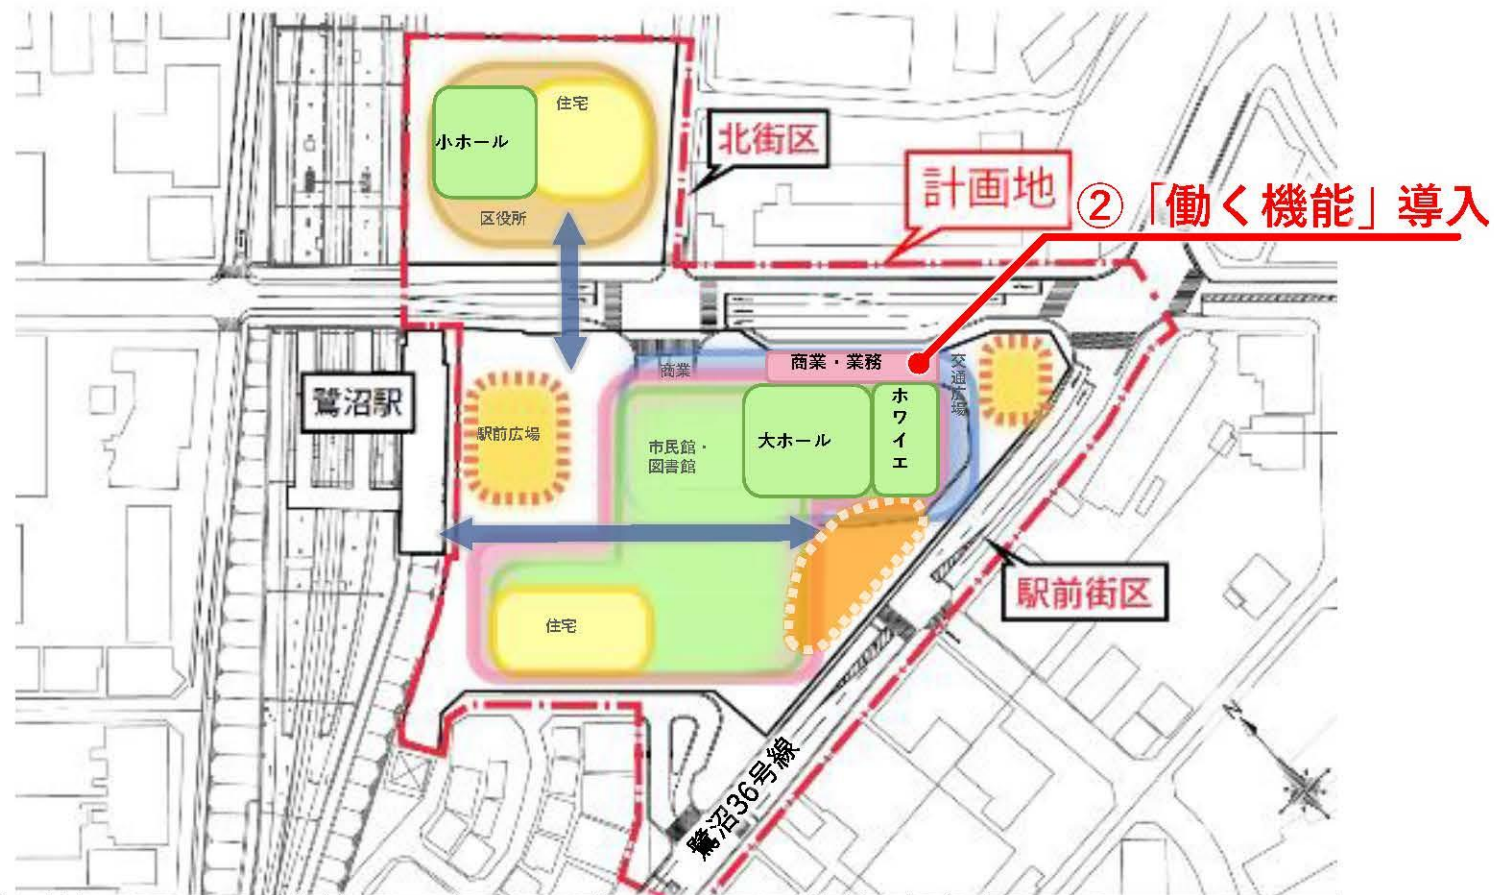 住宅
小ホール
区役所
北街区
計画地
②「働く機能」導入
鷺沼駅
商業
商業・業務
交通広場
駅前広場
市民館・
図書館
大ホール
ホワイエ
駅前街区
住宅
鷺沼36号線
N